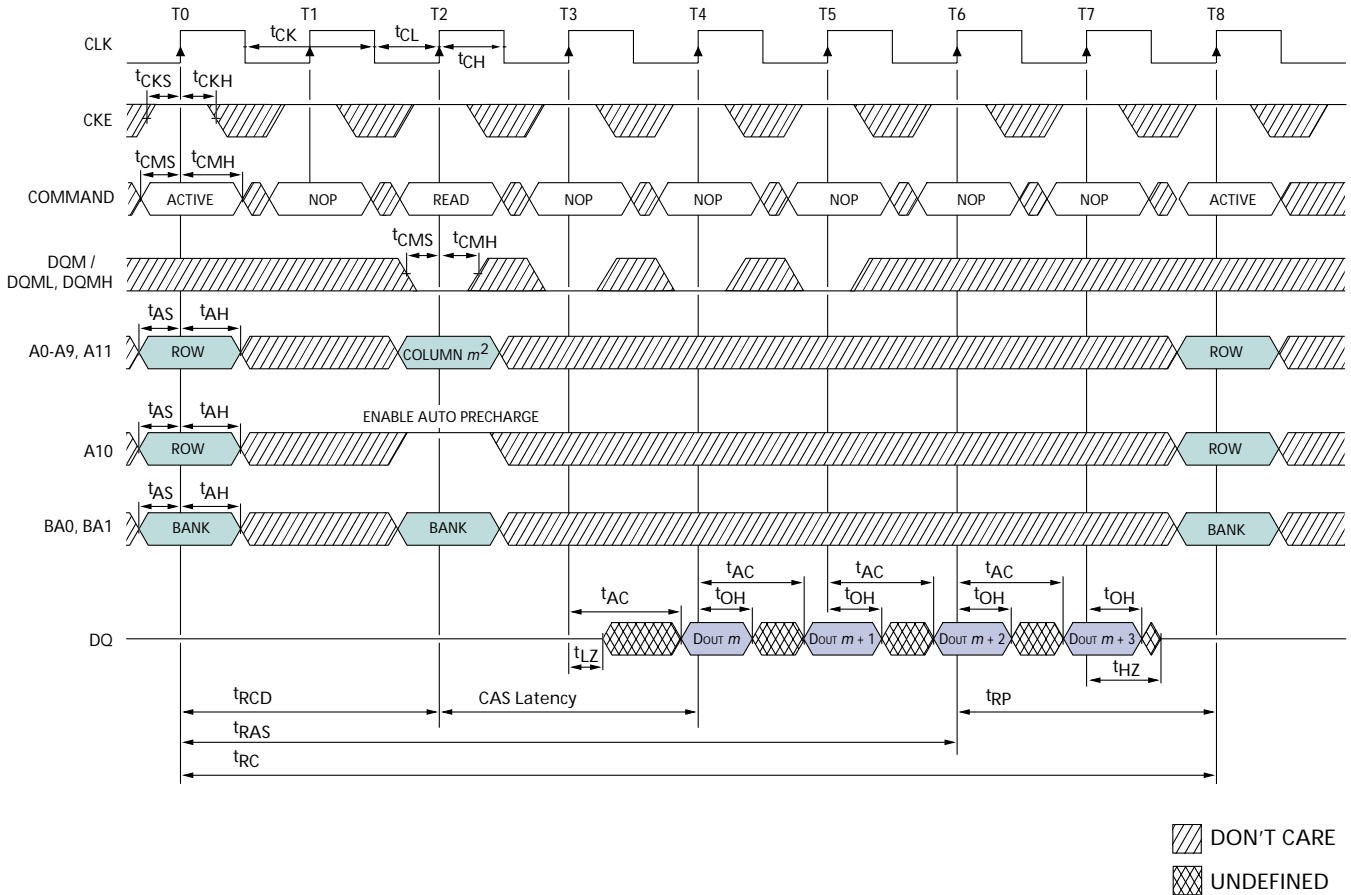 T0 T1 T2 T3 T4 T5 T6 T7 T8
CLK tCK tCL tCH
tCKS tCKH
CKE
tCMS tCMH
COMMAND ACTIVE NOP READ NOP NOP NOP NOP NOP ACTIVE
tCMS tCMH
DQM /
DQML, DQMH
tAS tAH
A0-A9, A11 ROW COLUMN m2 ROW
ENABLE AUTO PRECHARGE
tAS tAH
A10 ROW ROW
tAS tAH
BA0, BA1 BANK BANK BANK
tAC tAC tAC tAC
tOH tOH tOH tOH
DQ DOUT m DOUT m + 1 DOUT m + 2 DOUT m + 3
tLZ tHZ
tRCD CAS Latency tRP
tRAS
tRC
DON'T CARE
UNDEFINED